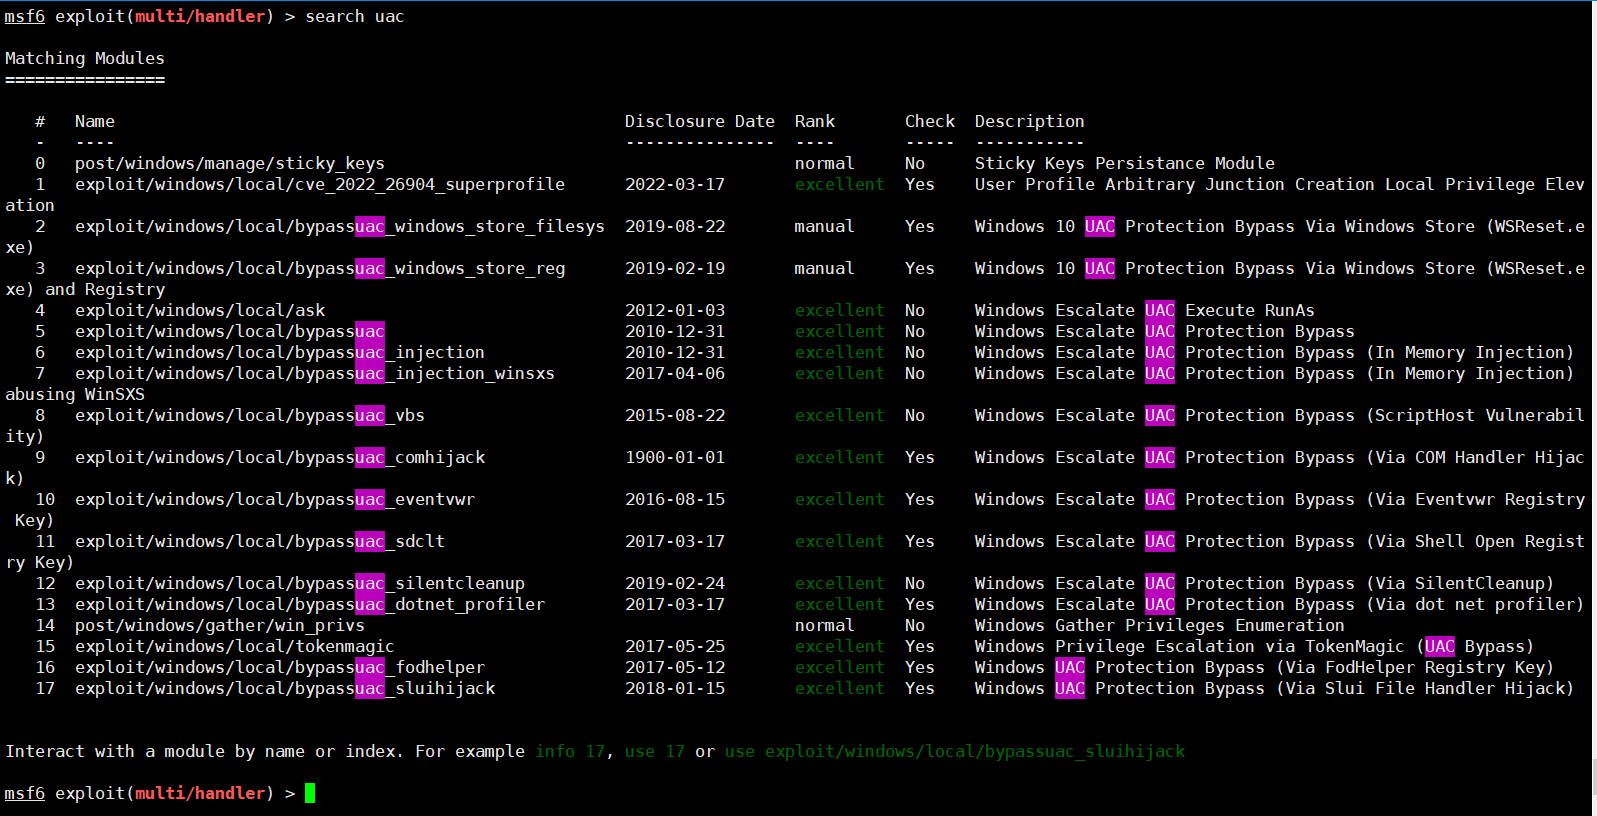 msf6 exploit(multi/handler) > search uac
Matching Modules
================
#   Name                                                   Disclosure Date  Rank       Check  Description
-   ----                                                   ---------------  ----       -----  -----------
0   post/windows/manage/sticky_keys                                         normal     No     Sticky Keys Persistance Module
1   exploit/windows/local/cve_2022_26904_superprofile      2022-03-17       excellent  Yes    User Profile Arbitrary Junction Creation Local Privilege Elev
ation
2   exploit/windows/local/bypassuac_windows_store_filesys  2019-08-22       manual     Yes    Windows 10 UAC Protection Bypass Via Windows Store (WSReset.e
xe)
3   exploit/windows/local/bypassuac_windows_store_reg      2019-02-19       manual     Yes    Windows 10 UAC Protection Bypass Via Windows Store (WSReset.e
xe) and Registry
4   exploit/windows/local/ask                              2012-01-03       excellent  No     Windows Escalate UAC Execute RunAs
5   exploit/windows/local/bypassuac                        2010-12-31       excellent  No     Windows Escalate UAC Protection Bypass
6   exploit/windows/local/bypassuac_injection              2010-12-31       excellent  No     Windows Escalate UAC Protection Bypass (In Memory Injection)
7   exploit/windows/local/bypassuac_injection_winsxs       2017-04-06       excellent  No     Windows Escalate UAC Protection Bypass (In Memory Injection)
abusing WinSXS
8   exploit/windows/local/bypassuac_vbs                    2015-08-22       excellent  No     Windows Escalate UAC Protection Bypass (ScriptHost Vulnerabil
ity)
9   exploit/windows/local/bypassuac_comhijack              1900-01-01       excellent  Yes    Windows Escalate UAC Protection Bypass (Via COM Handler Hijac
k)
10  exploit/windows/local/bypassuac_eventvwr               2016-08-15       excellent  Yes    Windows Escalate UAC Protection Bypass (Via Eventvwr Registry
Key)
11  exploit/windows/local/bypassuac_sdclt                  2017-03-17       excellent  Yes    Windows Escalate UAC Protection Bypass (Via Shell Open Regist
ry Key)
12  exploit/windows/local/bypassuac_silentcleanup          2019-02-24       excellent  No     Windows Escalate UAC Protection Bypass (Via SilentCleanup)
13  exploit/windows/local/bypassuac_dotnet_profiler        2017-03-17       excellent  Yes    Windows Escalate UAC Protection Bypass (Via dot net profiler)
14  post/windows/gather/win_privs                                           normal     No     Windows Gather Privileges Enumeration
15  exploit/windows/local/tokenmagic                       2017-05-25       excellent  Yes    Windows Privilege Escalation via TokenMagic (UAC Bypass)
16  exploit/windows/local/bypassuac_fodhelper              2017-05-12       excellent  Yes    Windows UAC Protection Bypass (Via FodHelper Registry Key)
17  exploit/windows/local/bypassuac_sluihijack             2018-01-15       excellent  Yes    Windows UAC Protection Bypass (Via Slui File Handler Hijack)
Interact with a module by name or index. For example info 17, use 17 or use exploit/windows/local/bypassuac_sluihijack
msf6 exploit(multi/handler) >